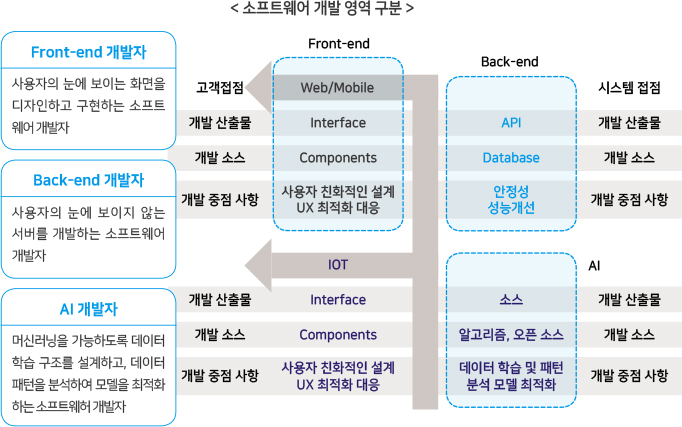 < 소프트웨어 개발 영역 구분 >
Front-end 개발자
사용자의 눈에 보이는 화면을
디자인하고 구현하는 소프트
웨어 개발자
Back-end 개발자
사용자의 눈에 보이지 않는
서버를 개발하는 소프트웨어
개발자
AI 개발자
머신러닝을 가능하도록 데이터
학습 구조를 설계하고, 데이터
패턴을 분석하여 모델을 최적화
하는 소프트웨허 개발자
Front-end
Back-end
고객접점
Web/Mobile
시스템 접점
개발 산출물
Interface
API
개발 산출물
개발 소스
Components
Database
개발 소스
개발 중점 사항
사용자 친화적인 설계
UX 최적화 대응
안정성
성능개선
개발 중점 사항
IOT
AI
개발 산출물
Interface
소스
개발 산출물
개발 소스
Components
알고리즘, 오픈 소스
개발 소스
개발 중점 사항
사용자 친화적인 설계
UX 최적화 대응
데이터 학습 및 패턴
분석 모델 최적화
개발 중점 사항